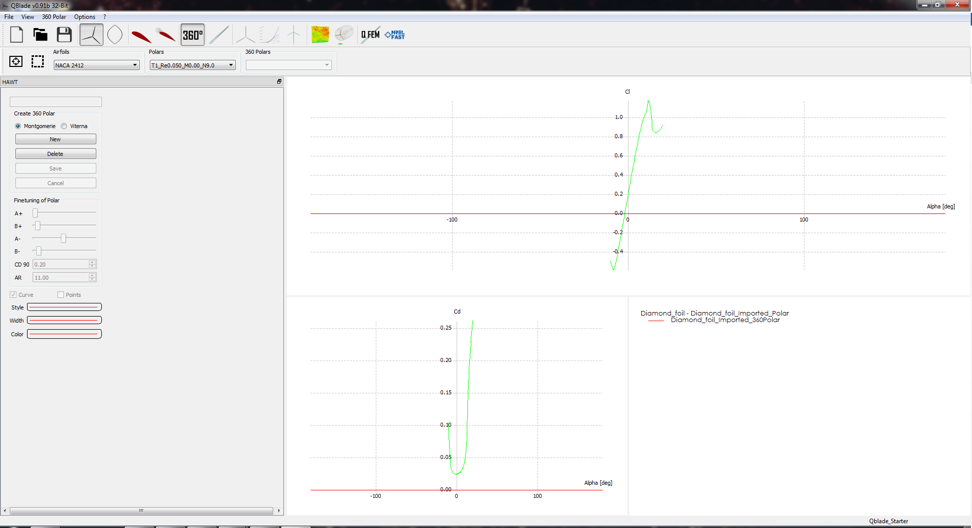 QBlade v0.91b 32-Bit
File View 360 Polar Options ?
360° Q FEM NREL FAST
Airfoils Polars 360 Polars
NACA 2412 T1_Re0.050_M0.00_N9.0
HAWT
Create 360 Polar
Montgomerie Viterna
New
Delete
Save
Cancel
Finetuning of Polar
A+
B+
A-
B-
CD 90 0.20
AR 11.00
Curve Points
Style
Width
Color
Cl
1.0
0.8
0.6
0.4
0.2
0.0
Alpha [deg]
-100 0 100
-0.2
-0.4
Cd
0.25
0.20
0.15
0.10
0.05
0.00
Alpha [deg]
-100 0 100
Diamond_foil - Diamond_foil_Imported_Polar
Diamond_foil_Imported_360Polar
Qblade_Starter